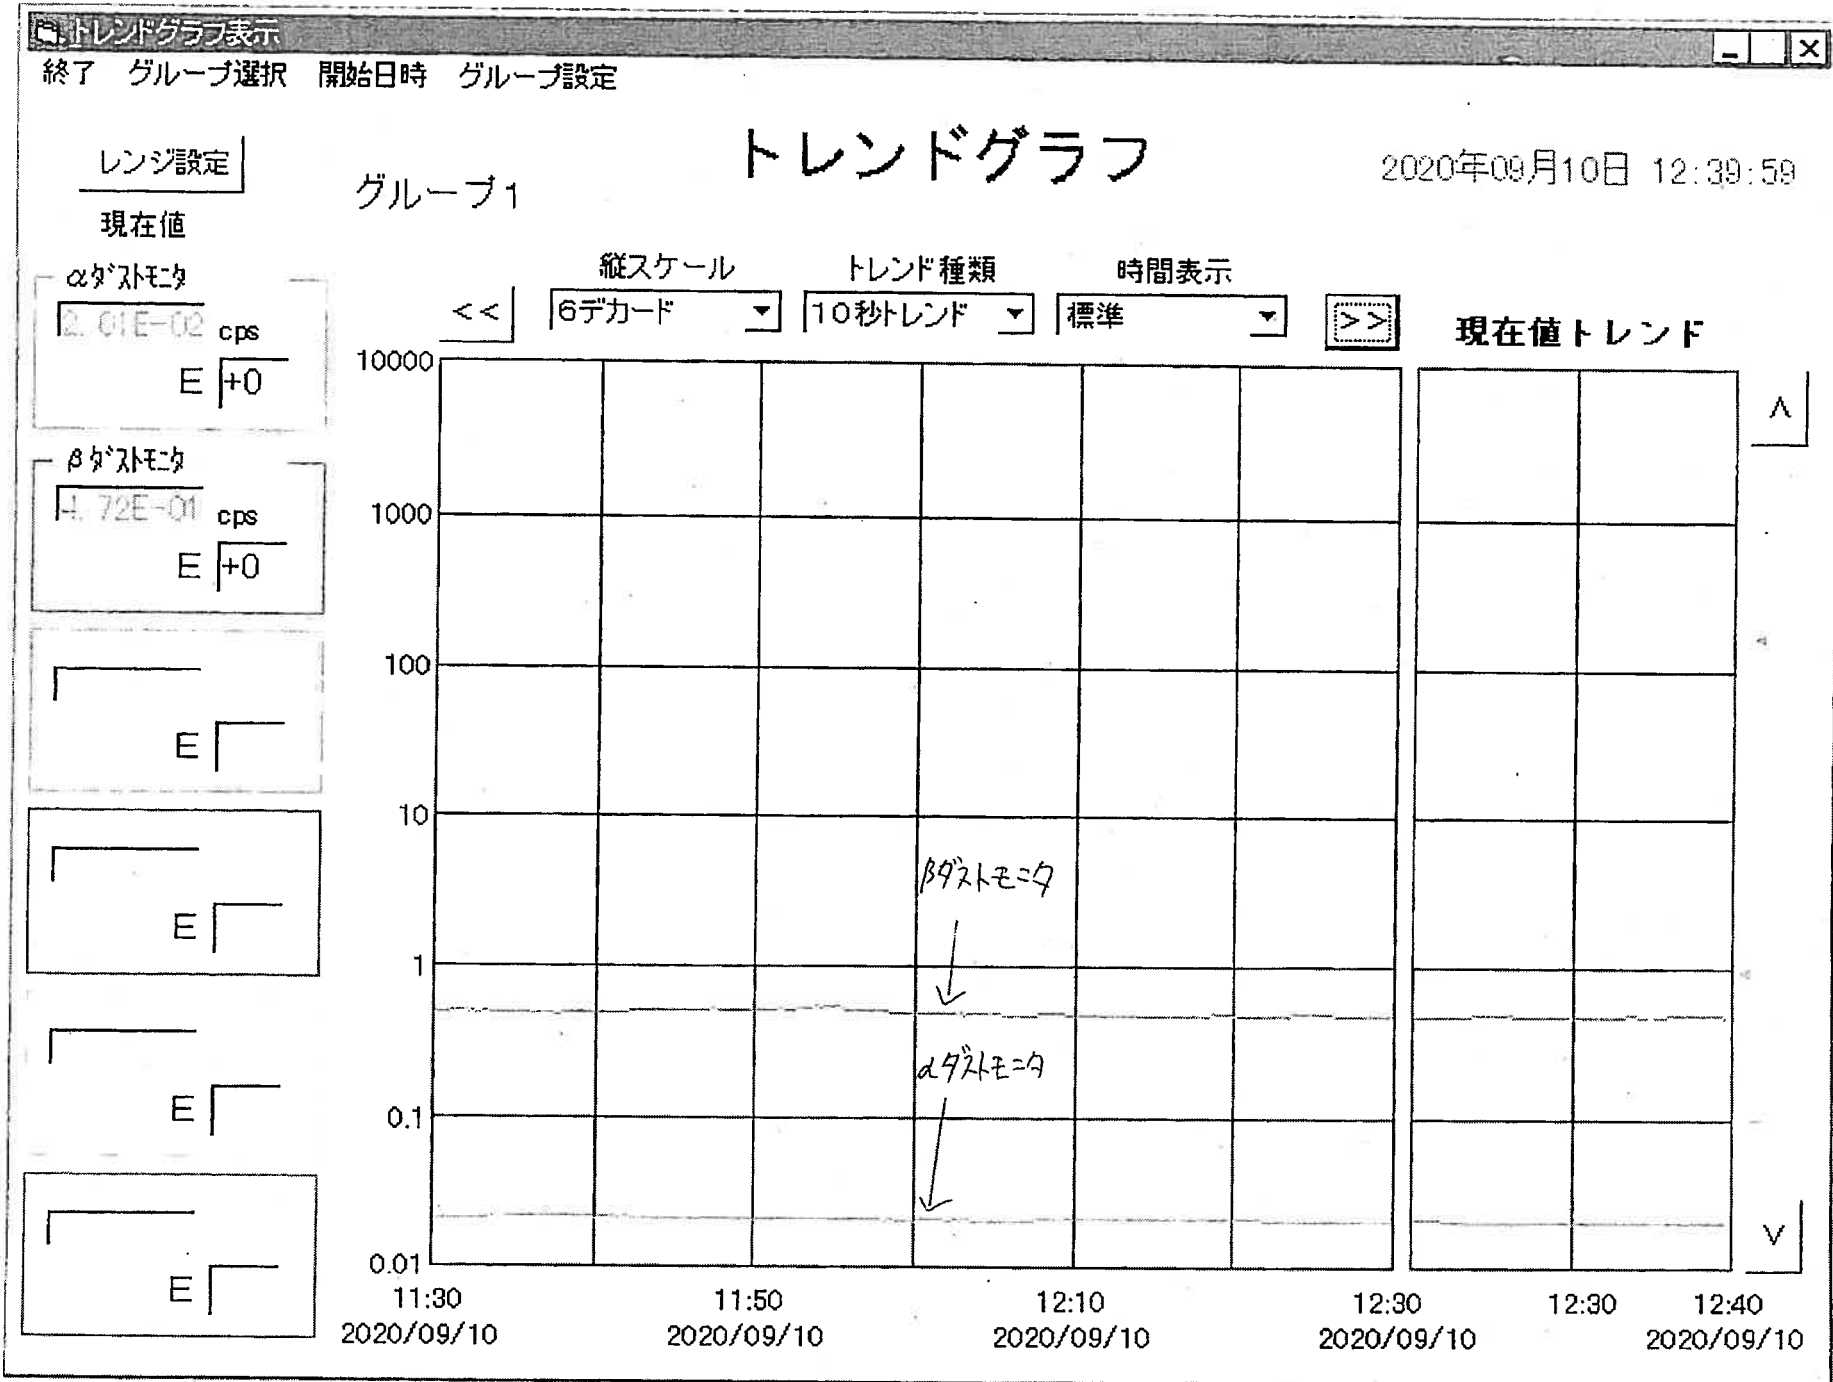 トレンドグラフ表示
終了 グループ選択 開始日時 グループ設定
トレンドグラフ
レンジ設定
グループ1
2020年09月10日 12:39:59
現在値
αダストモニタ
2.01E-02 cps
E +0
βダストモニタ
4.72E-01 cps
E +0
E
E
E
E
縦スケール トレンド種類 時間表示
<< 6デカード 10秒トレンド 標準 >>
現在値トレンド
10000
1000
100
10
1
0.1
0.01
βダストモニタ
αダストモニタ
Λ
V
11:30 11:50 12:10 12:30 12:30 12:40
2020/09/10 2020/09/10 2020/09/10 2020/09/10 2020/09/10